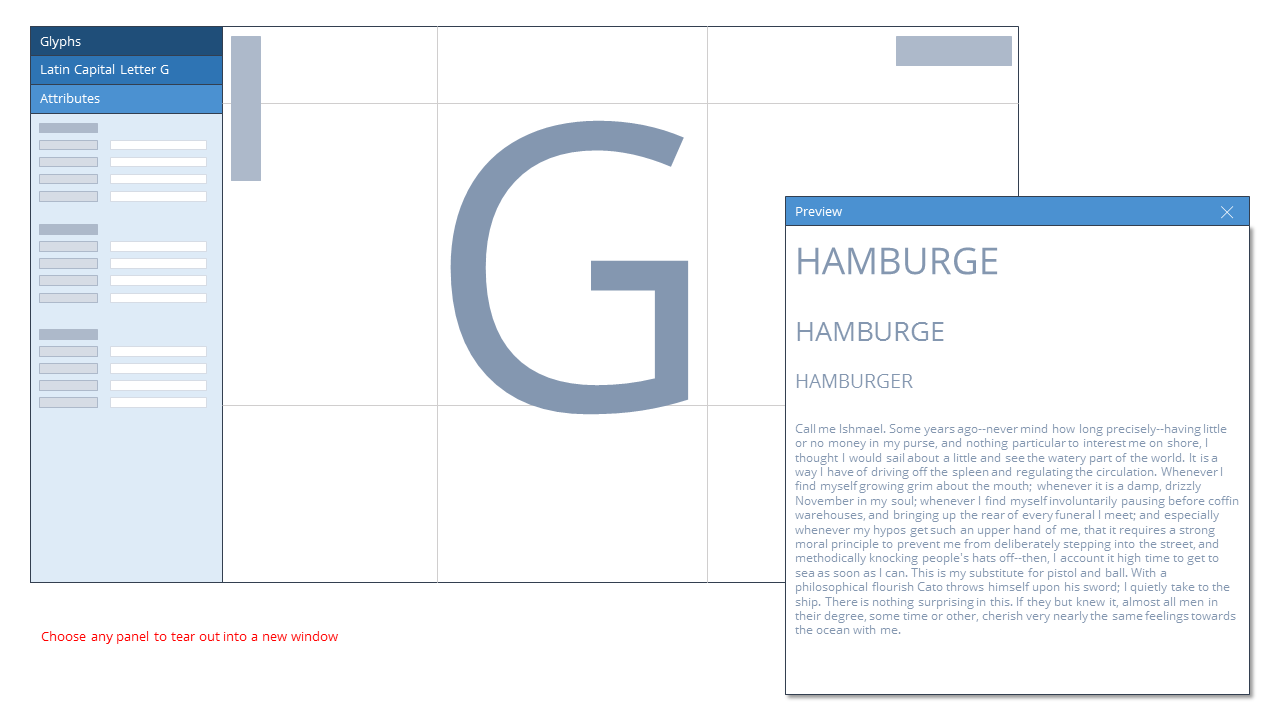 Glyphs
Latin Capital Letter G
Attributes
G
Preview
HAMBURGE
HAMBURGE
HAMBURGER
Call me Ishmael. Some years ago--never mind how long precisely--having little
or no money in my purse, and nothing particular to interest me on shore, I
thought I would sail about a little and see the watery part of the world. It is a
way I have of driving off the spleen and regulating the circulation. Whenever I
find myself growing grim about the mouth; whenever it is a damp, drizzly
November in my soul; whenever I find myself involuntarily pausing before coffin
warehouses, and bringing up the rear of every funeral I meet; and especially
whenever my hypos get such an upper hand of me, that it requires a strong
moral principle to prevent me from deliberately stepping into the street, and
methodically knocking people's hats off--then, I account it high time to get to
sea as soon as I can. This is my substitute for pistol and ball. With a
philosophical flourish Cato throws himself upon his sword; I quietly take to the
ship. There is nothing surprising in this. If they but knew it, almost all men in
their degree, some time or other, cherish very nearly the same feelings towards
the ocean with me.
Choose any panel to tear out into a new window